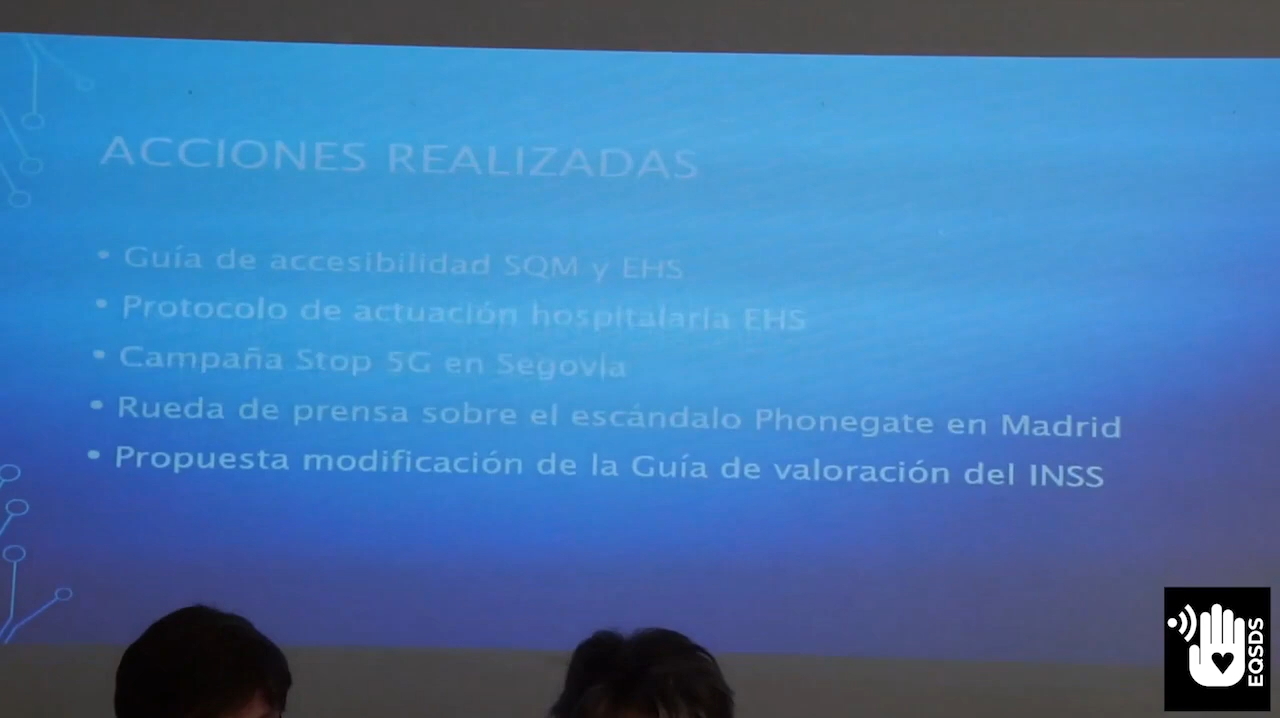 ACCIONES REALIZADAS
• Guía de accesibilidad SQM y EHS
• Protocolo de actuación hospitalaria EHS
• Campaña Stop 5G en Segovia
• Rueda de prensa sobre el escándalo Phonegate en Madrid
• Propuesta modificación de la Guía de valoración del INSS
EQSDS